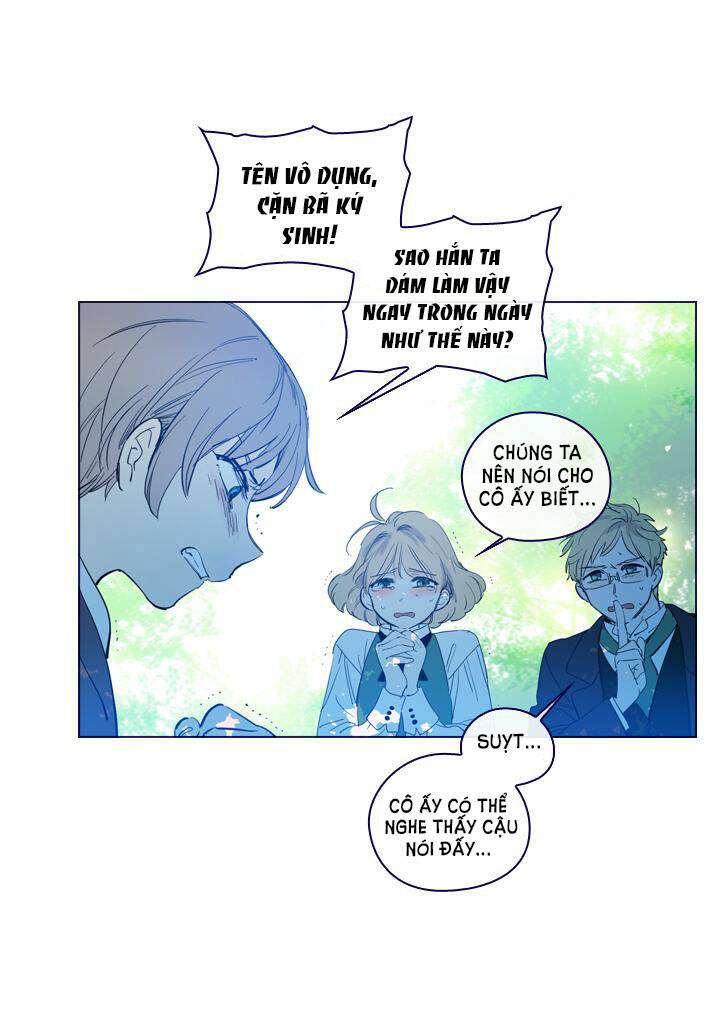 TÊN VÔ DỤNG,
CẶN BÃ KÝ
SINH!
SAO HẮN TA
DÁM LÀM VẬY
NGAY TRONG NGÀY
NHƯ THẾ NÀY?
CHÚNG TA
NÊN NÓI CHO
CÔ ẤY BIẾT...
SUỴT...
CÔ ẤY CÓ THỂ
NGHE THẤY CẬU
NÓI ĐẤY...